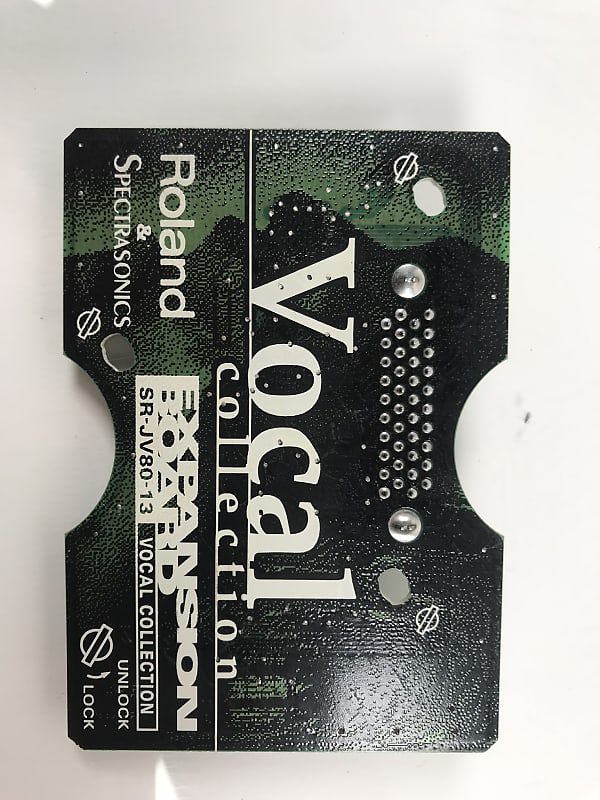 Vocal
collection
Roland
&
SPECTRASONICS
EXPANSION
BOARD
SR-JV80-13 VOCAL COLLECTION
UNLOCK
LOCK